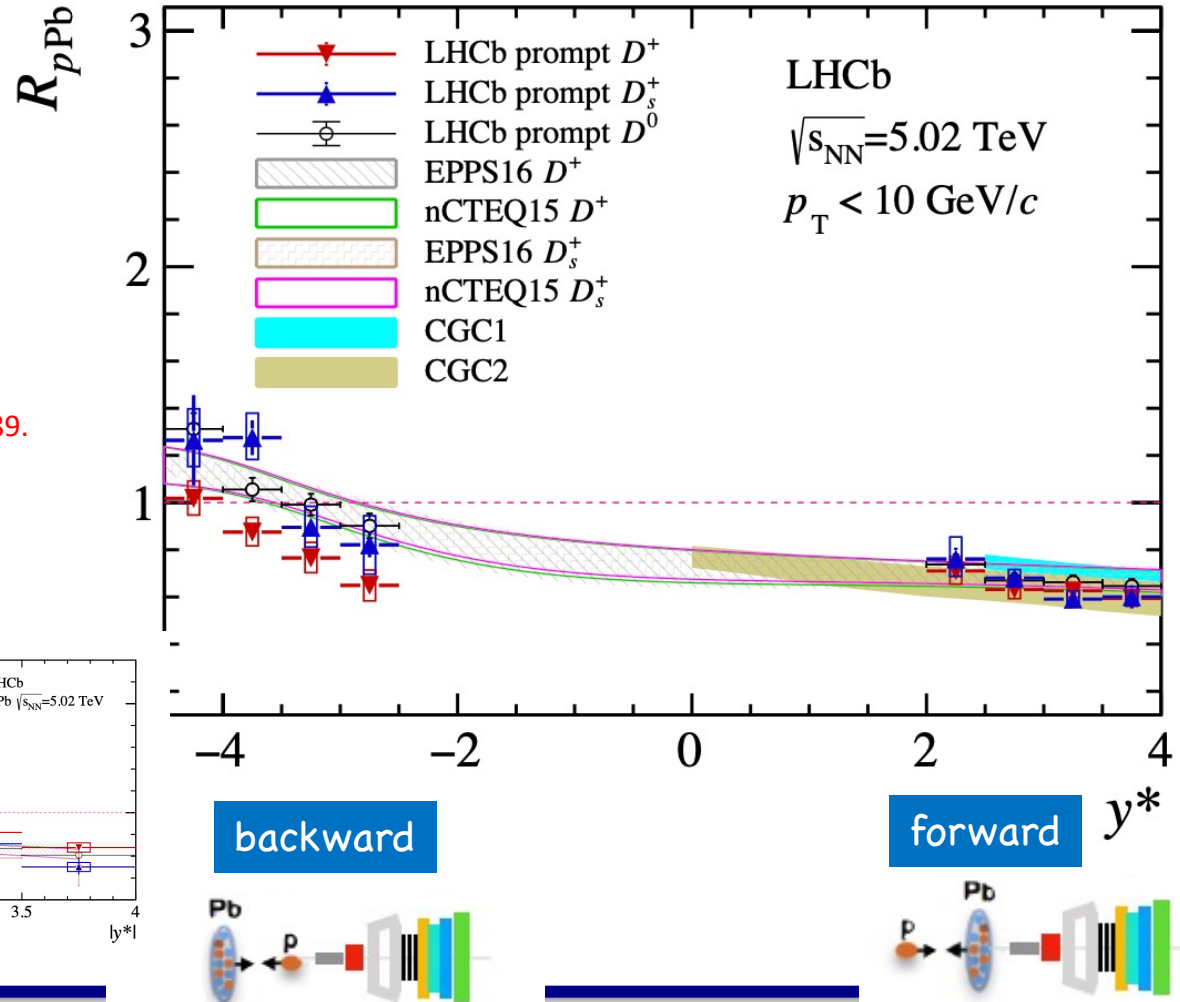 R_pPb
3
2
1
LHCb prompt D⁺
LHCb prompt D_s⁺
LHCb prompt D⁰
EPPS16 D⁺
nCTEQ15 D⁺
EPPS16 D_s⁺
nCTEQ15 D_s⁺
CGC1
CGC2
LHCb
√s_NN=5.02 TeV
p_T < 10 GeV/c
39.
−4 −2 0 2 4
y*
HCb
Pb √s_NN=5.02 TeV
3.5 4
|y*|
backward
forward
Pb
p
Pb
p